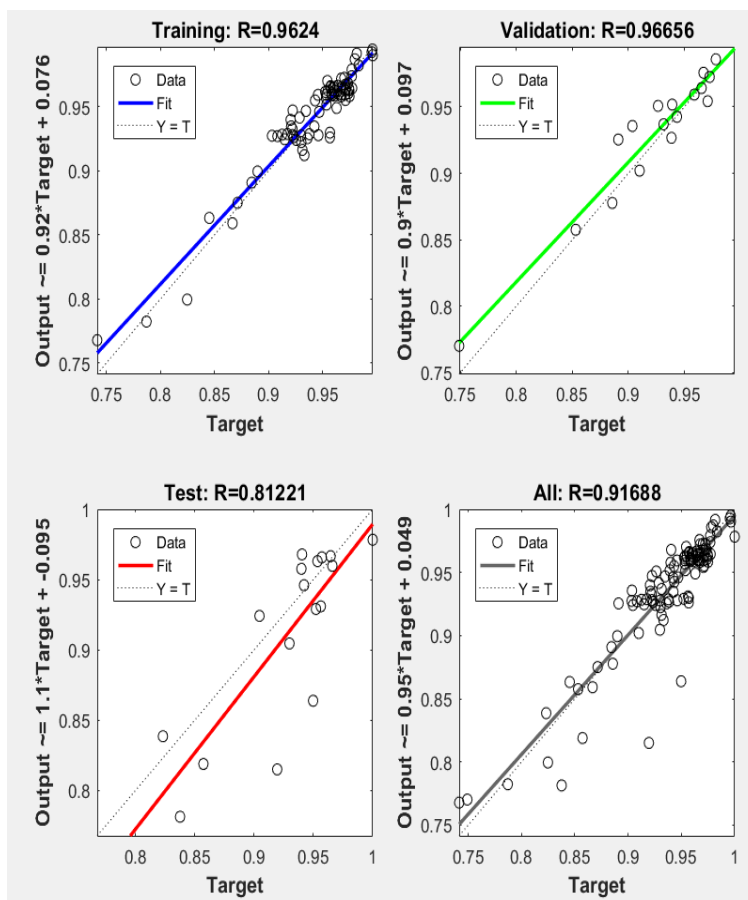 Training: R=0.9624
Output ~= 0.92*Target + 0.076
Data
Fit
Y = T
0.95
0.9
0.85
0.8
0.75
0.75 0.8 0.85 0.9 0.95
Target
Validation: R=0.96656
Output ~= 0.9*Target + 0.097
Data
Fit
Y = T
0.95
0.9
0.85
0.8
0.75
0.75 0.8 0.85 0.9 0.95
Target
Test: R=0.81221
Output ~= 1.1*Target + -0.095
Data
Fit
Y = T
1
0.95
0.9
0.85
0.8
0.8 0.85 0.9 0.95 1
Target
All: R=0.91688
Output ~= 0.95*Target + 0.049
Data
Fit
Y = T
1
0.95
0.9
0.85
0.8
0.75
0.75 0.8 0.85 0.9 0.95 1
Target